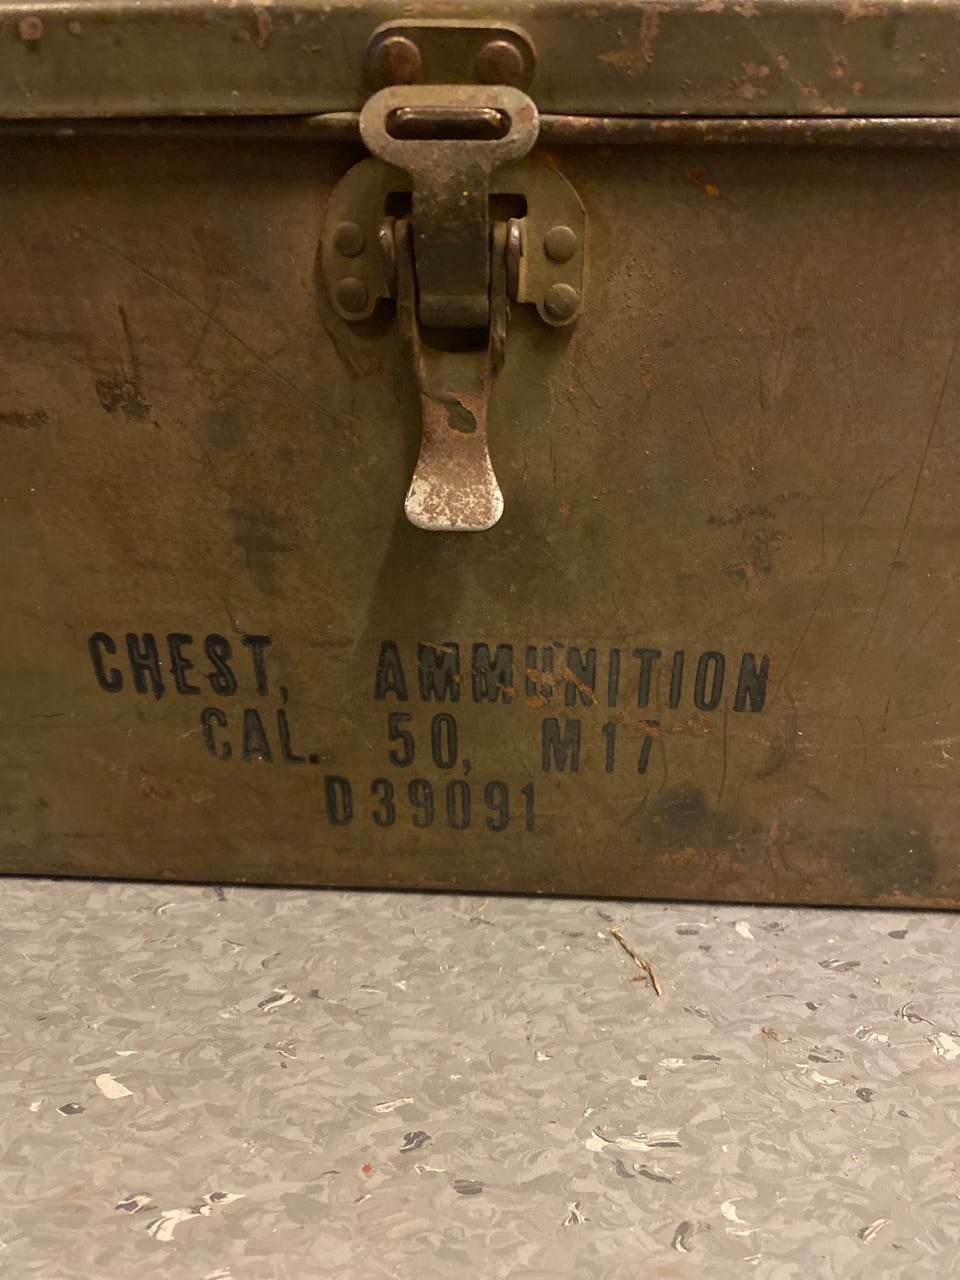 CHEST, AMMUNITION
CAL. 50, M17
D39091